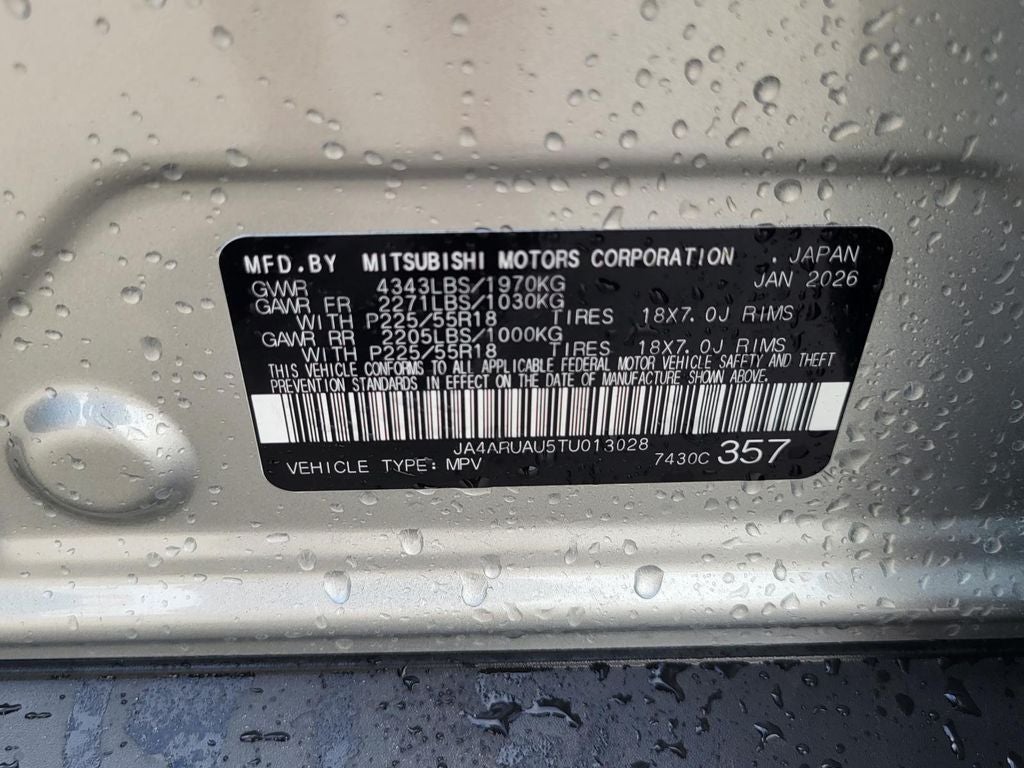 MFD.BY MITSUBISHI MOTORS CORPORATION . JAPAN
GVWR 4343LBS/1970KG JAN 2026
GAWR FR 2271LBS/1030KG
WITH P225/55R18 TIRES 18X7.0J RIMS
GAWR RR 2205LBS/1000KG
WITH P225/55R18 TIRES 18X7.0J RIMS
THIS VEHICLE CONFORMS TO ALL APPLICABLE FEDERAL MOTOR VEHICLE SAFETY AND THEFT
PREVENTION STANDARDS IN EFFECT ON THE DATE OF MANUFACTURE SHOWN ABOVE.
JA4ARUAU5TU013028
VEHICLE TYPE: MPV 7430C 357